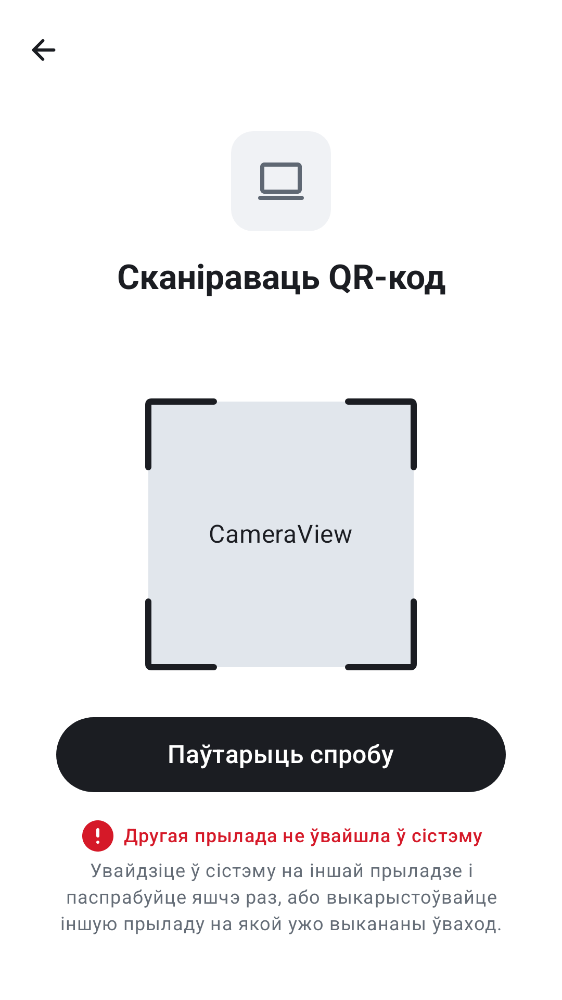 Сканіраваць QR-код
CameraView
Паўтарыць спробу
Другая прылада не ўвайшла ў сістэму
Увайдзіце ў сістэму на іншай прыладзе і
паспрабуйце яшчэ раз, або выкарыстоўвайце
іншую прыладу на якой ужо выкананы ўваход.